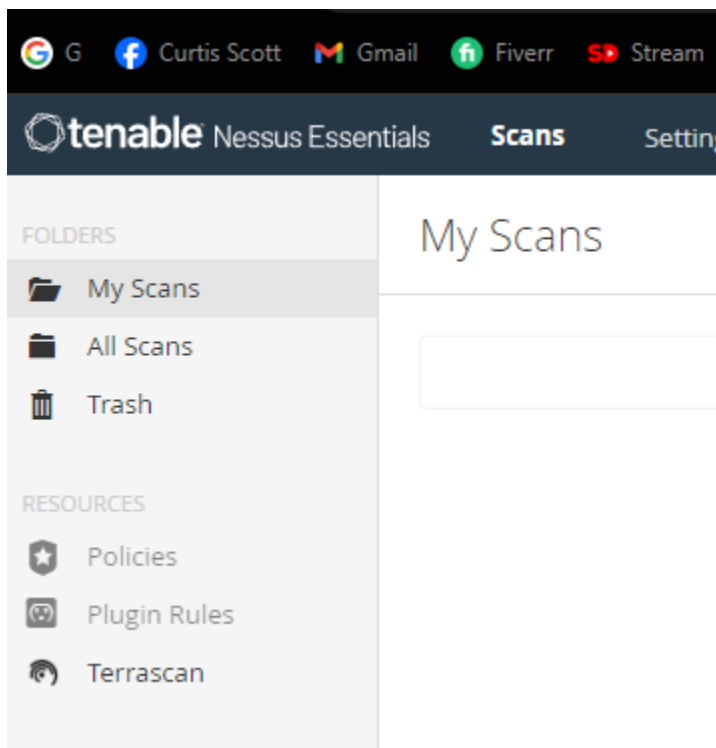 G Curtis Scott Gmail Fiverr Stream
tenable Nessus Essentials Scans Setting
FOLDERS
My Scans
My Scans
All Scans
Trash
RESOURCES
Policies
Plugin Rules
Terrascan